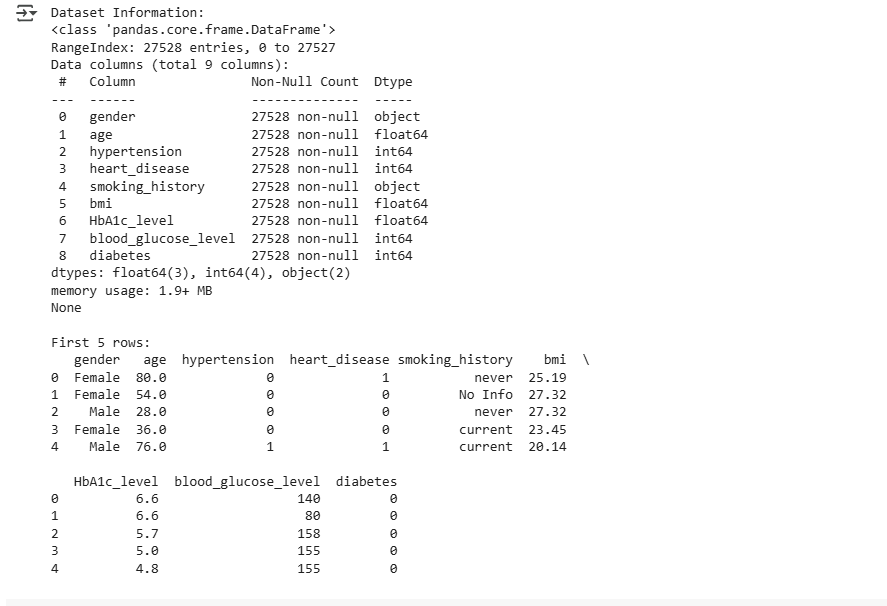 Dataset Information:
<class 'pandas.core.frame.DataFrame'>
RangeIndex: 27528 entries, 0 to 27527
Data columns (total 9 columns):
 #   Column               Non-Null Count  Dtype
---  ------               --------------  -----
 0   gender               27528 non-null  object
 1   age                  27528 non-null  float64
 2   hypertension         27528 non-null  int64
 3   heart_disease        27528 non-null  int64
 4   smoking_history      27528 non-null  object
 5   bmi                  27528 non-null  float64
 6   HbA1c_level          27528 non-null  float64
 7   blood_glucose_level  27528 non-null  int64
 8   diabetes             27528 non-null  int64
dtypes: float64(3), int64(4), object(2)
memory usage: 1.9+ MB
None

First 5 rows:
   gender   age  hypertension  heart_disease smoking_history    bmi  \
0  Female  80.0             0              1           never  25.19
1  Female  54.0             0              0         No Info  27.32
2    Male  28.0             0              0           never  27.32
3  Female  36.0             0              0         current  23.45
4    Male  76.0             1              1         current  20.14

   HbA1c_level  blood_glucose_level  diabetes
0          6.6                  140         0
1          6.6                   80         0
2          5.7                  158         0
3          5.0                  155         0
4          4.8                  155         0